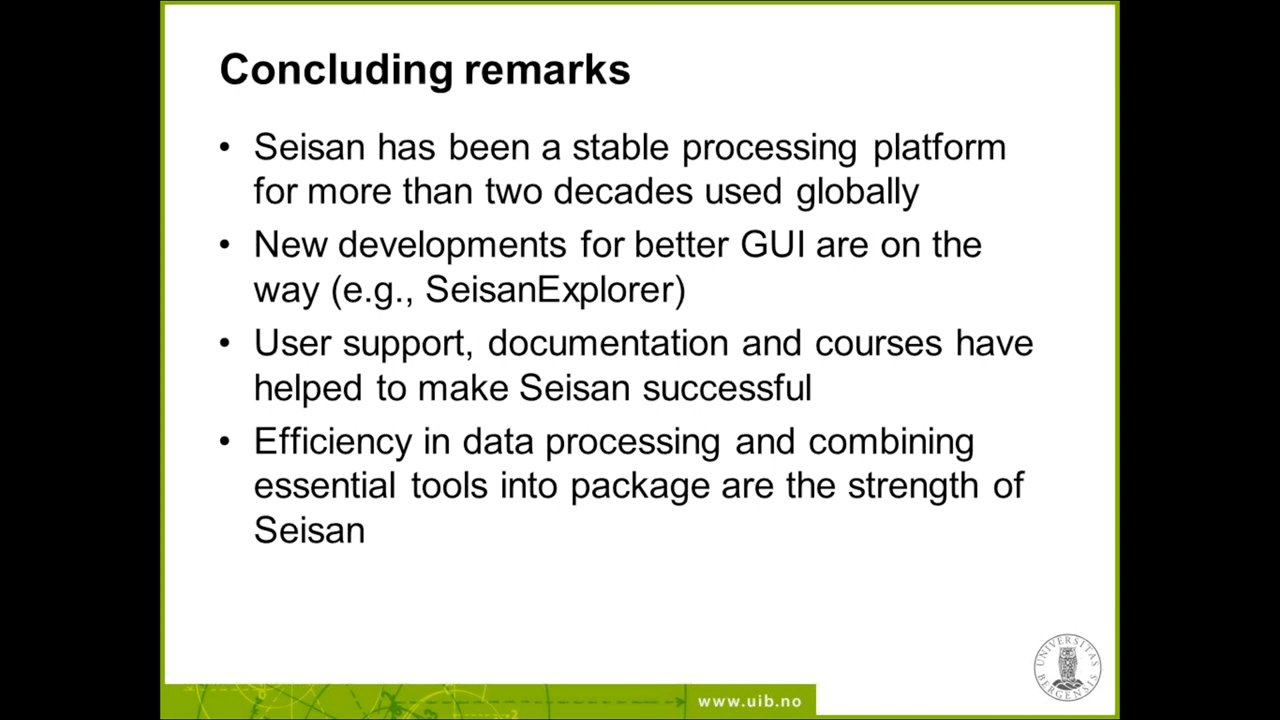 Concluding remarks
• Seisan has been a stable processing platform
for more than two decades used globally
• New developments for better GUI are on the
way (e.g., SeisanExplorer)
• User support, documentation and courses have
helped to make Seisan successful
• Efficiency in data processing and combining
essential tools into package are the strength of
Seisan
UNIVERSITAS
BERGENSIS
www.uib.no